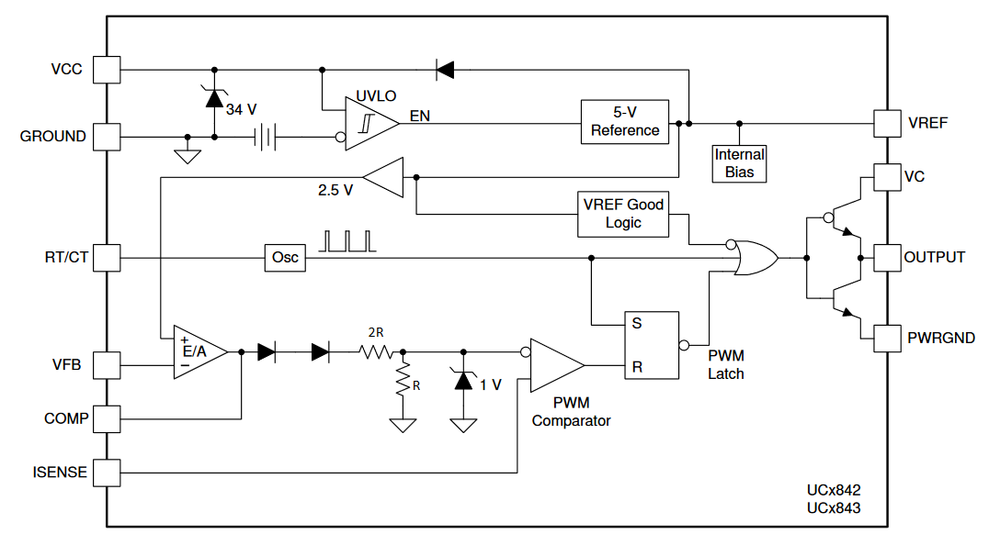 VCC
34 V
UVLO
EN
5-V
Reference
GROUND
VREF
Internal
Bias
VC
2.5 V
VREF Good
Logic
RT/CT
Osc
OUTPUT
S
R
PWM
Latch
PWRGND
+
E/A
−
2R
R
1 V
VFB
PWM
Comparator
COMP
ISENSE
UCx842
UCx843